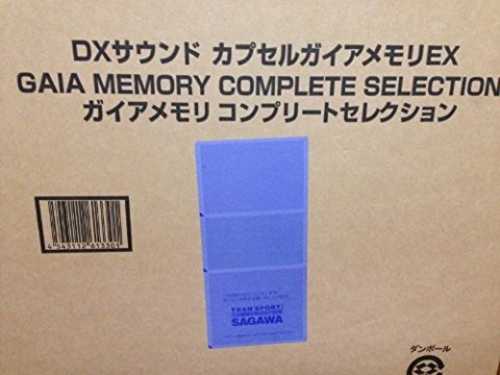 DXサウンド カプセルガイアメモリEX
GAIA MEMORY COMPLETE SELECTION
ガイアメモリ コンプリートセレクション
SAGAWA
ダンボール